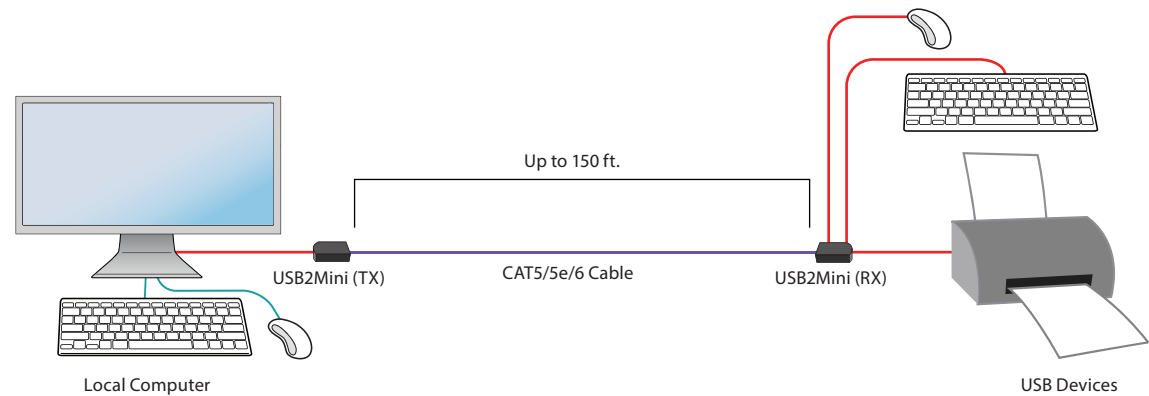 Up to 150 ft.
USB2Mini (TX)
CAT5/5e/6 Cable
USB2Mini (RX)
Local Computer
USB Devices